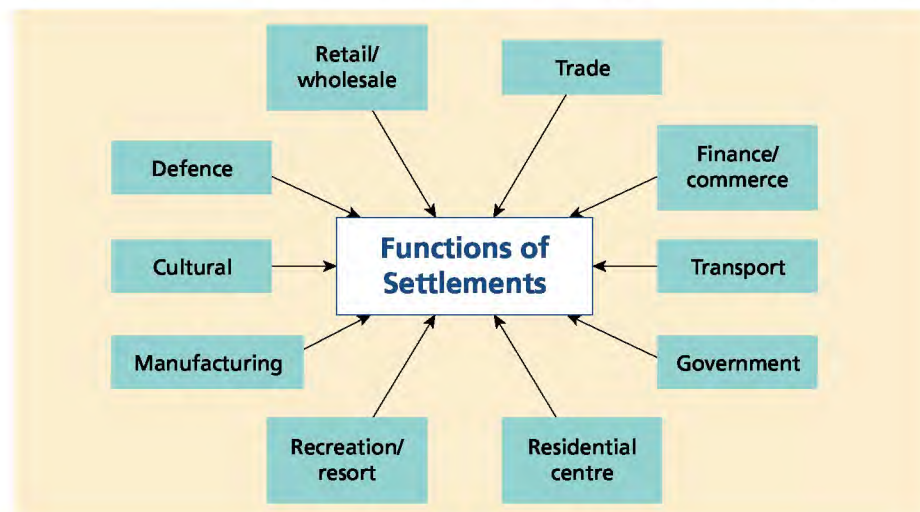 Retail/
wholesale
Trade
Defence
Finance/
commerce
Functions of
Settlements
Cultural
Transport
Manufacturing
Government
Recreation/
resort
Residential
centre